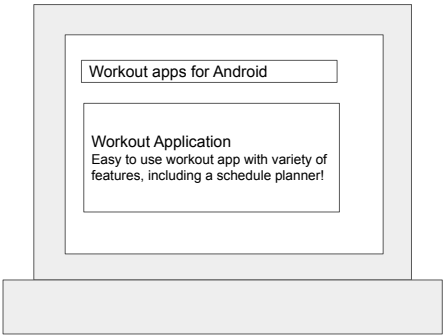 Workout apps for Android
Workout Application
Easy to use workout app with variety of
features, including a schedule planner!